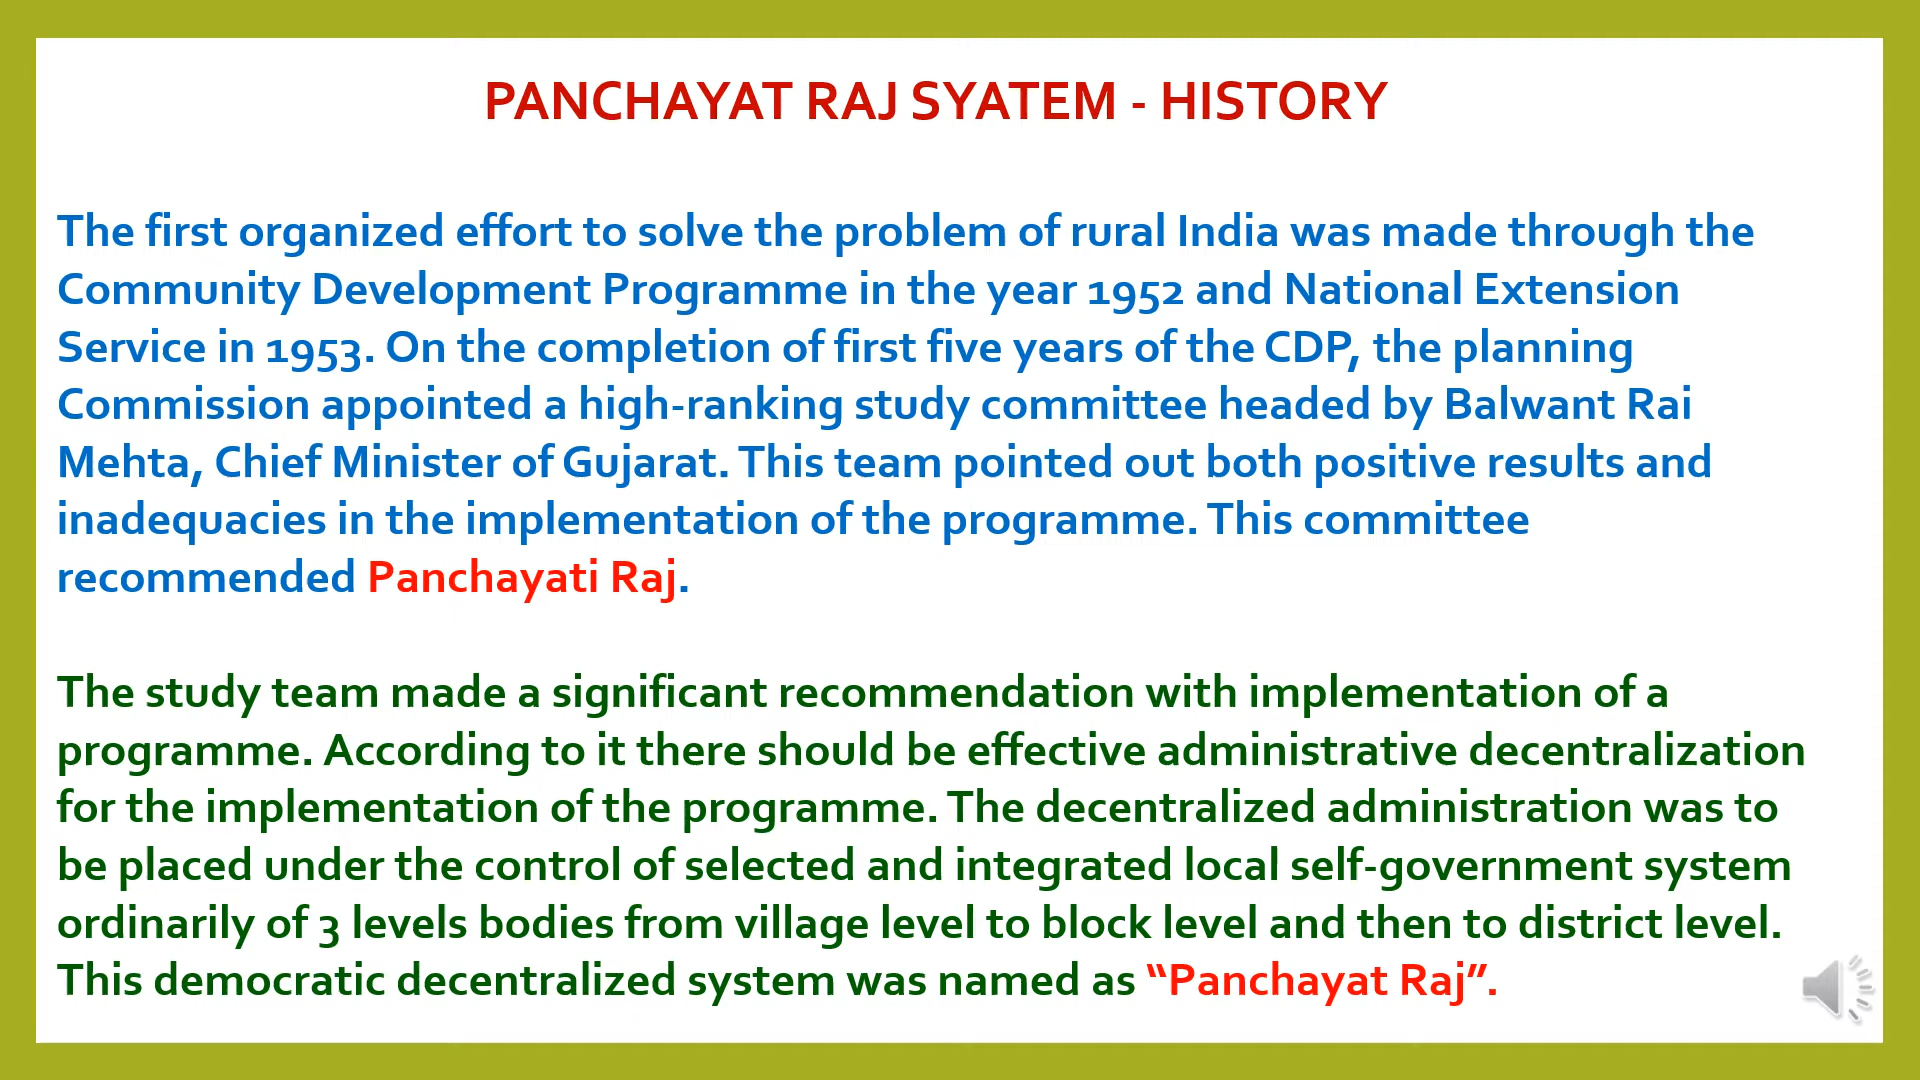 PANCHAYAT RAJ SYATEM - HISTORY
The first organized effort to solve the problem of rural India was made through the
Community Development Programme in the year 1952 and National Extension
Service in 1953. On the completion of first five years of the CDP, the planning
Commission appointed a high-ranking study committee headed by Balwant Rai
Mehta, Chief Minister of Gujarat. This team pointed out both positive results and
inadequacies in the implementation of the programme. This committee
recommended Panchayati Raj.
The study team made a significant recommendation with implementation of a
programme. According to it there should be effective administrative decentralization
for the implementation of the programme. The decentralized administration was to
be placed under the control of selected and integrated local self-government system
ordinarily of 3 levels bodies from village level to block level and then to district level.
This democratic decentralized system was named as “Panchayat Raj”.